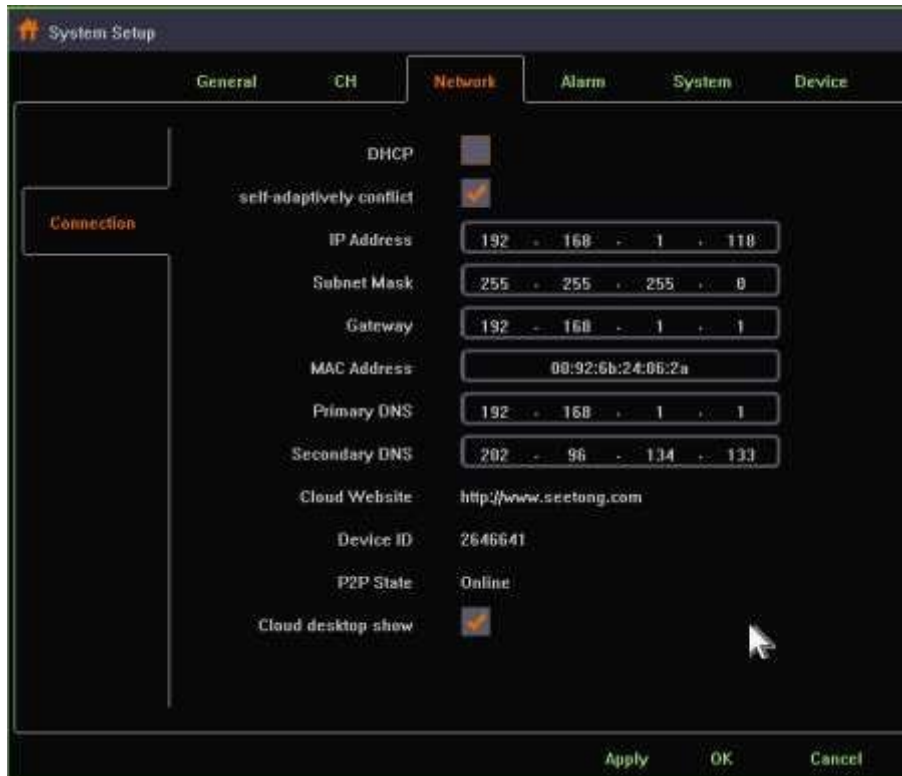 System Setup
General CH Network Alarm System Device
Connection
DHCP
self-adaptively conflict
IP Address 192 . 168 . 1 . 118
Subnet Mask 255 . 255 . 255 . 0
Gateway 192 . 168 . 1 . 1
MAC Address 00:92:6b:24:06:2a
Primary DNS 192 . 168 . 1 . 1
Secondary DNS 202 . 96 . 134 . 133
Cloud Website http://www.seetong.com
Device ID 2646641
P2P State Online
Cloud desktop show
Apply OK Cancel